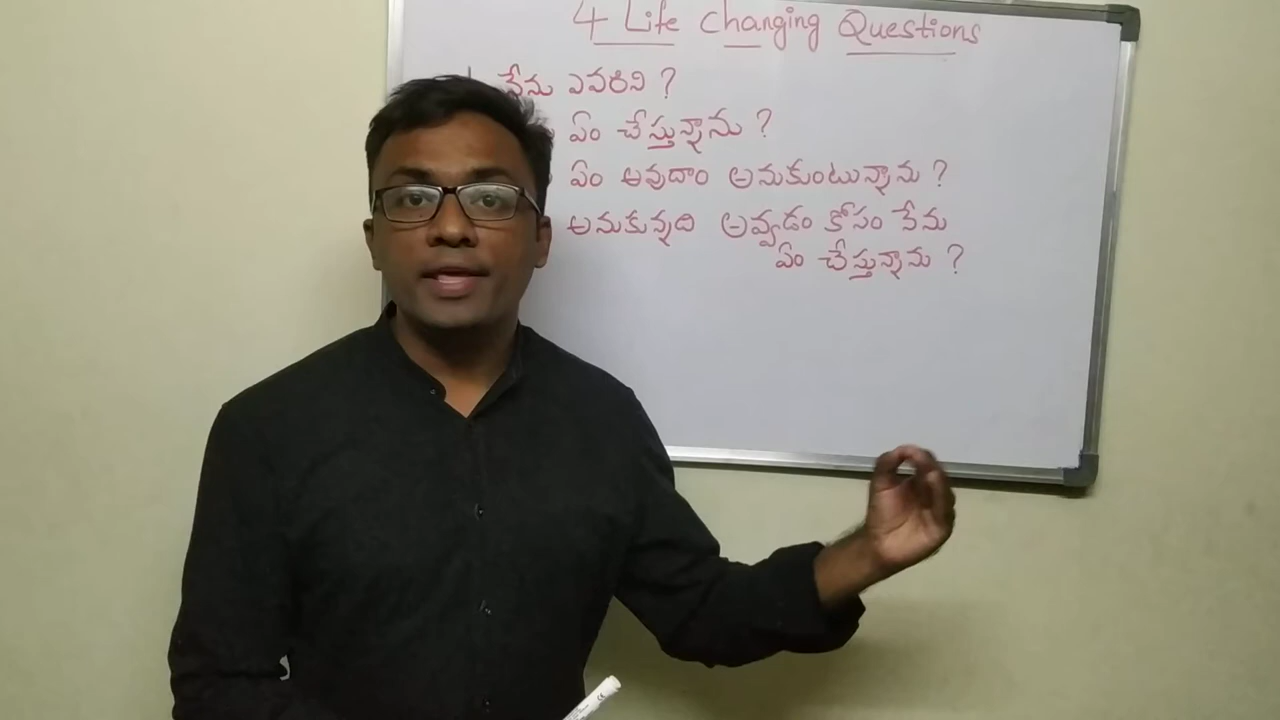 4 Life changing Questions
నేను ఎవరిని ?
ఏం చేస్తున్నాను ?
ఏం అవుదాం అనుకుంటున్నాను ?
అనుకున్నది అవ్వడం కోసం నేను
ఏం చేస్తున్నాను ?